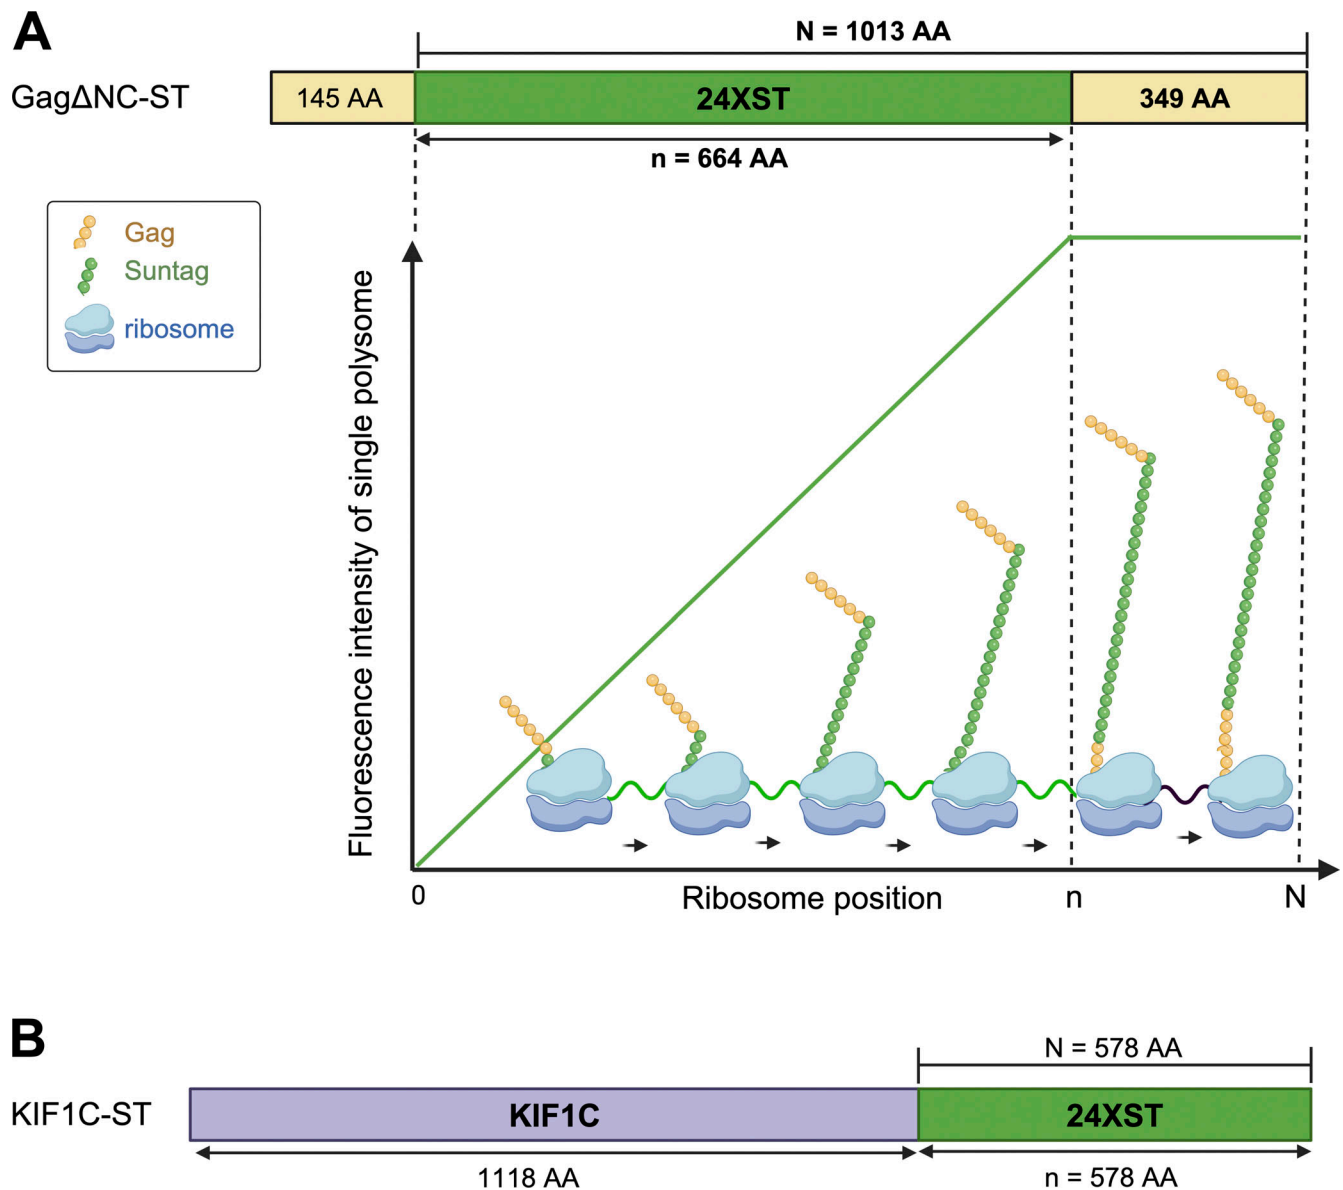 A
N = 1013 AA
GagΔNC-ST
145 AA
24XST
349 AA
n = 664 AA
Gag
Suntag
ribosome
Fluorescence intensity of single polysome
0
Ribosome position
n
N
B
N = 578 AA
KIF1C-ST
KIF1C
24XST
1118 AA
n = 578 AA